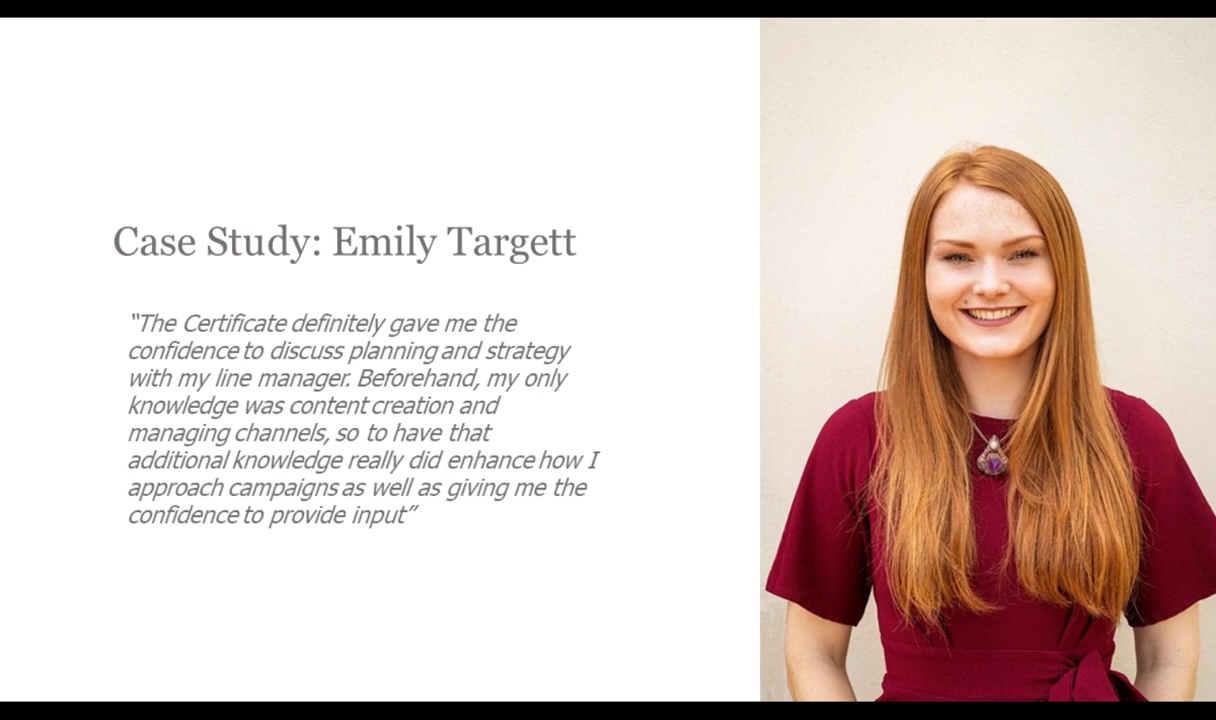 Case Study: Emily Targett
“The Certificate definitely gave me the
confidence to discuss planning and strategy
with my line manager. Beforehand, my only
knowledge was content creation and
managing channels, so to have that
additional knowledge really did enhance how I
approach campaigns as well as giving me the
confidence to provide input”